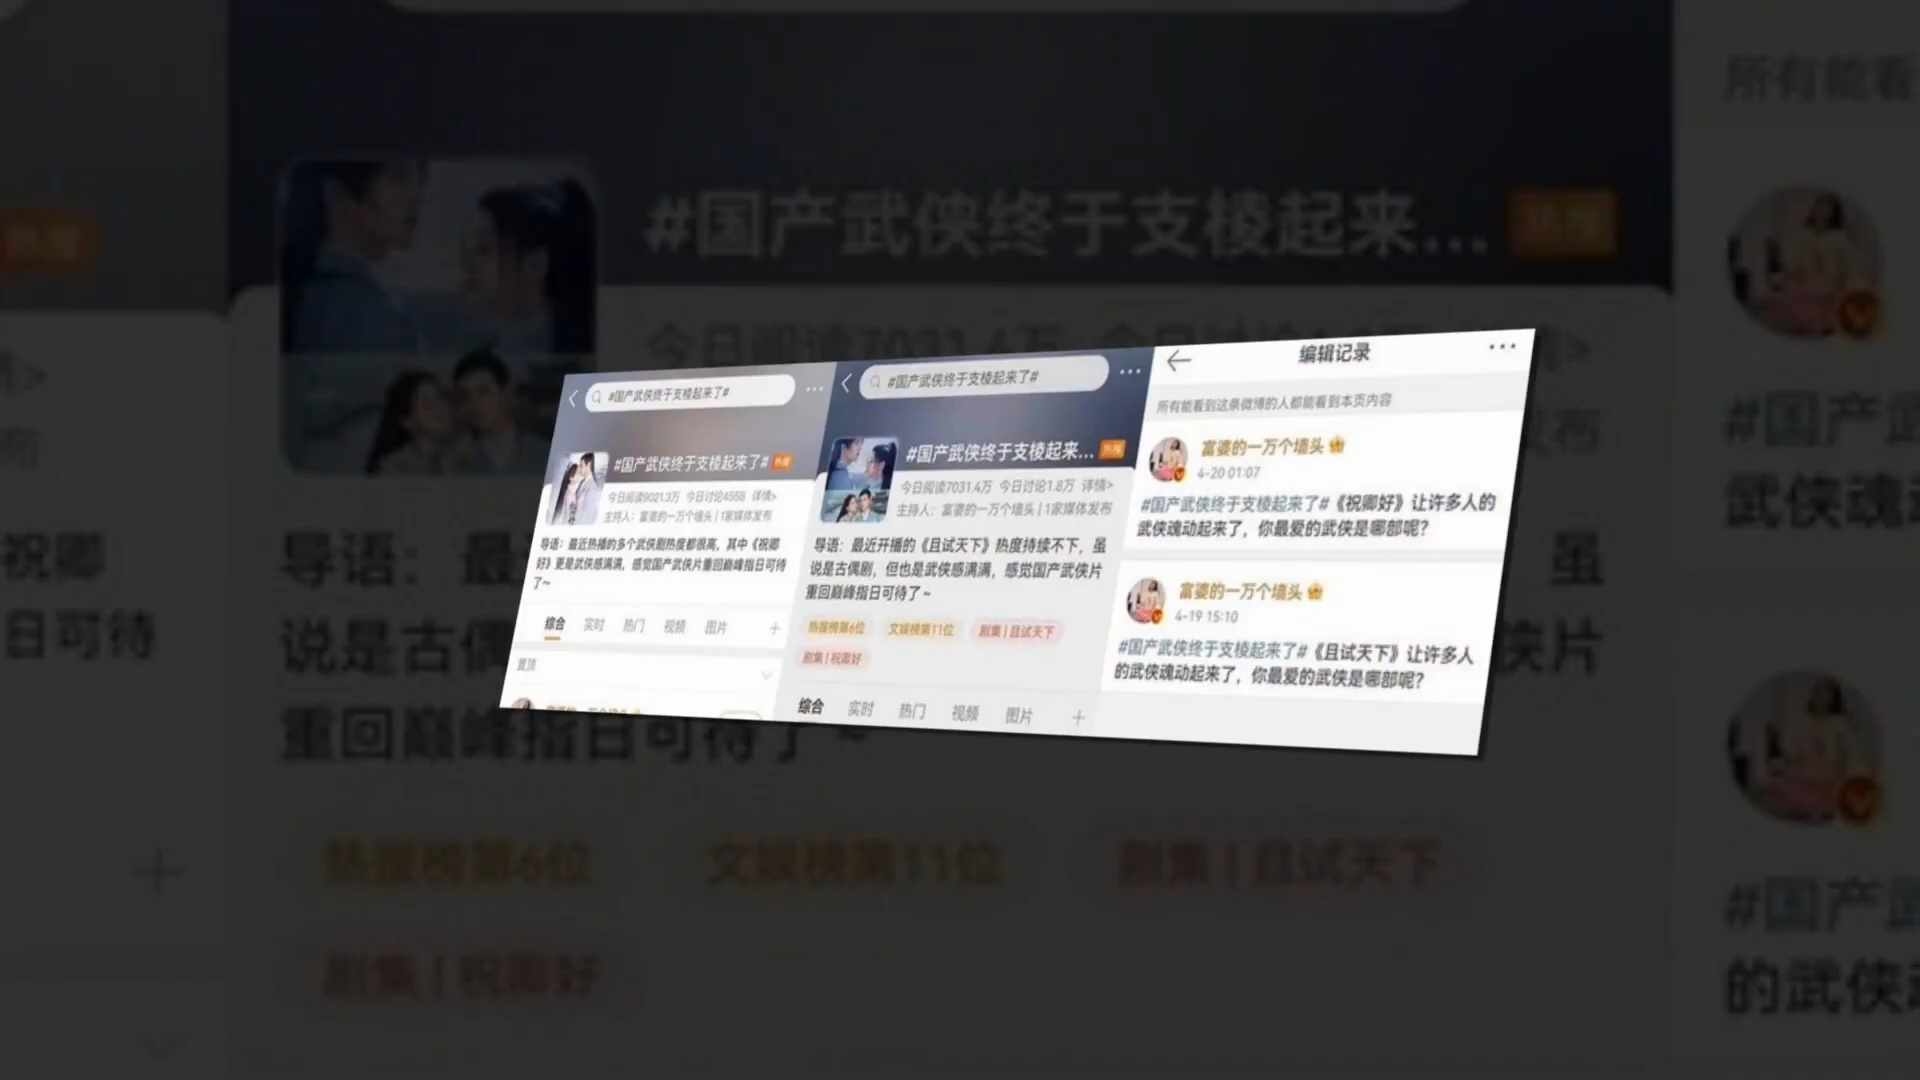 #国产武侠终于支棱起来了#
#国产武侠终于支棱起来了# 热搜
今日阅读9021.3万 今日讨论4558 详情>
主持人：富婆的一万个墙头 | 1家媒体发布
导语：最近热播的多个武侠剧热度都很高，其中《祝卿
好》更是武侠感满满，感觉国产武侠片重回巅峰指日可待
了~
综合 实时 热门 视频 图片 +
置顶
#国产武侠终于支棱起来了#
#国产武侠终于支棱起来... 热搜
今日阅读7031.4万 今日讨论1.8万 详情>
主持人：富婆的一万个墙头 | 1家媒体发布
导语：最近开播的《且试天下》热度持续不下，虽
说是古偶剧，但也是武侠感满满，感觉国产武侠片
重回巅峰指日可待了~
热搜榜第6位 文娱榜第11位 剧集 | 且试天下
剧集 | 祝卿好
综合 实时 热门 视频 图片 +
编辑记录
所有能看到这条微博的人都能看到本页内容
富婆的一万个墙头
4-20 01:07
#国产武侠终于支棱起来了#《祝卿好》让许多人的
武侠魂动起来了，你最爱的武侠是哪部呢？
富婆的一万个墙头
4-19 15:10
#国产武侠终于支棱起来了#《且试天下》让许多人
的武侠魂动起来了，你最爱的武侠是哪部呢？
#国产武侠终于支棱起来... 热搜
导语：最
说是古偶
重回巅峰指日可待了~
热搜榜第6位 文娱榜第11位 剧集 | 且试天下
剧集 | 祝卿好
祝卿
日可待
所有能看
武侠魂
的武侠